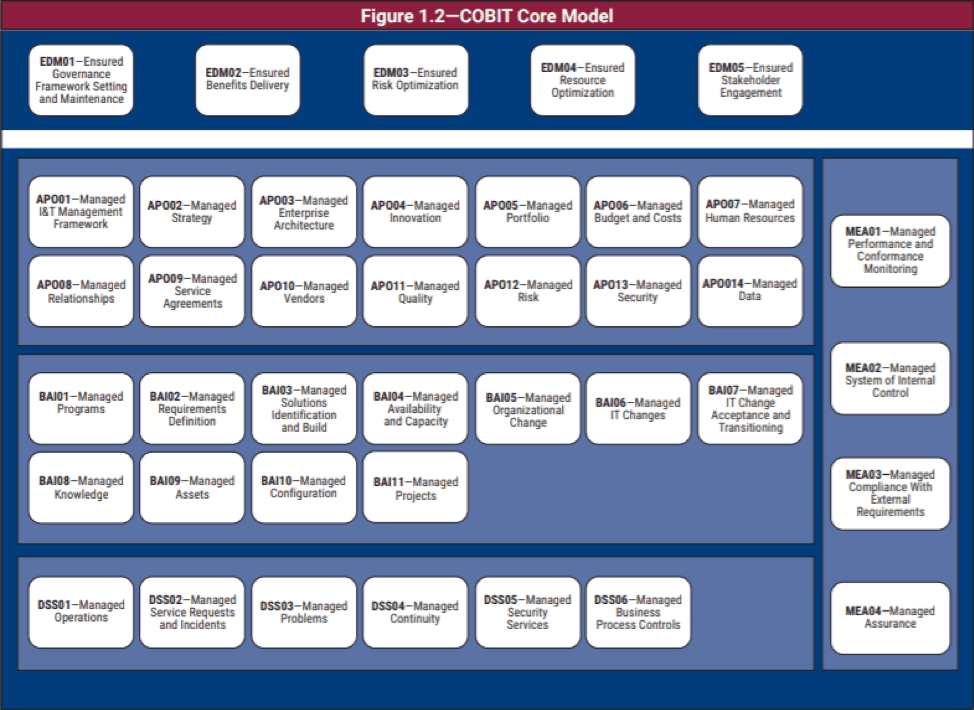 Figure 1.2—COBIT Core Model
EDM01—Ensured
Governance
Framework Setting
and Maintenance
EDM02—Ensured
Benefits Delivery
EDM03—Ensured
Risk Optimization
EDM04—Ensured
Resource
Optimization
EDM05—Ensured
Stakeholder
Engagement
APO01—Managed
I&T Management
Framework
APO02—Managed
Strategy
APO03—Managed
Enterprise
Architecture
APO04—Managed
Innovation
APO05—Managed
Portfolio
APO06—Managed
Budget and Costs
APO07—Managed
Human Resources
APO08—Managed
Relationships
APO09—Managed
Service
Agreements
APO10—Managed
Vendors
APO11—Managed
Quality
APO12—Managed
Risk
APO13—Managed
Security
APO014—Managed
Data
BAI01—Managed
Programs
BAI02—Managed
Requirements
Definition
BAI03—Managed
Solutions
Identification
and Build
BAI04—Managed
Availability
and Capacity
BAI05—Managed
Organizational
Change
BAI06—Managed
IT Changes
BAI07—Managed
IT Change
Acceptance and
Transitioning
BAI08—Managed
Knowledge
BAI09—Managed
Assets
BAI10—Managed
Configuration
BAI11—Managed
Projects
DSS01—Managed
Operations
DSS02—Managed
Service Requests
and Incidents
DSS03—Managed
Problems
DSS04—Managed
Continuity
DSS05—Managed
Security
Services
DSS06—Managed
Business
Process Controls
MEA01—Managed
Performance and
Conformance
Monitoring
MEA02—Managed
System of Internal
Control
MEA03—Managed
Compliance With
External
Requirements
MEA04—Managed
Assurance